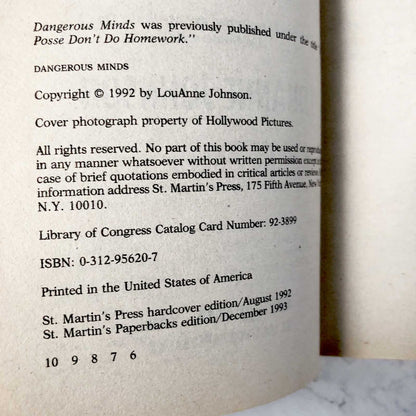 Dangerous Minds was previously published under the title
Posse Don't Do Homework."
DANGEROUS MINDS
Copyright © 1992 by LouAnne Johnson.
Cover photograph property of Hollywood Pictures.
All rights reserved. No part of this book may be used or
in any manner whatsoever without written permission
case of brief quotations embodied in critical articles or
information address St. Martin's Press, 175 Fifth Avenue, New
N.Y. 10010.
Library of Congress Catalog Card Number: 92-3899
ISBN: 0-312-95620-7
Printed in the United States of America
St. Martin's Press hardcover edition/August 1992
St. Martin's Paperbacks edition/December 1993
10 9 8 7 6